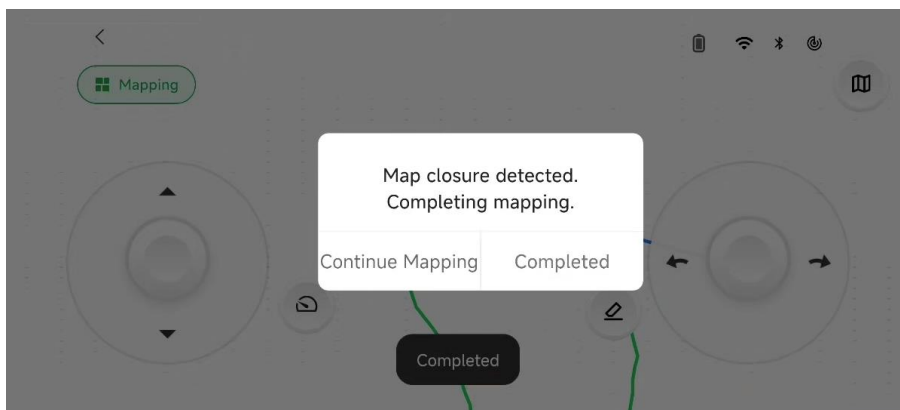 Mapping
Map closure detected.
Completing mapping.
Continue Mapping
Completed
Completed